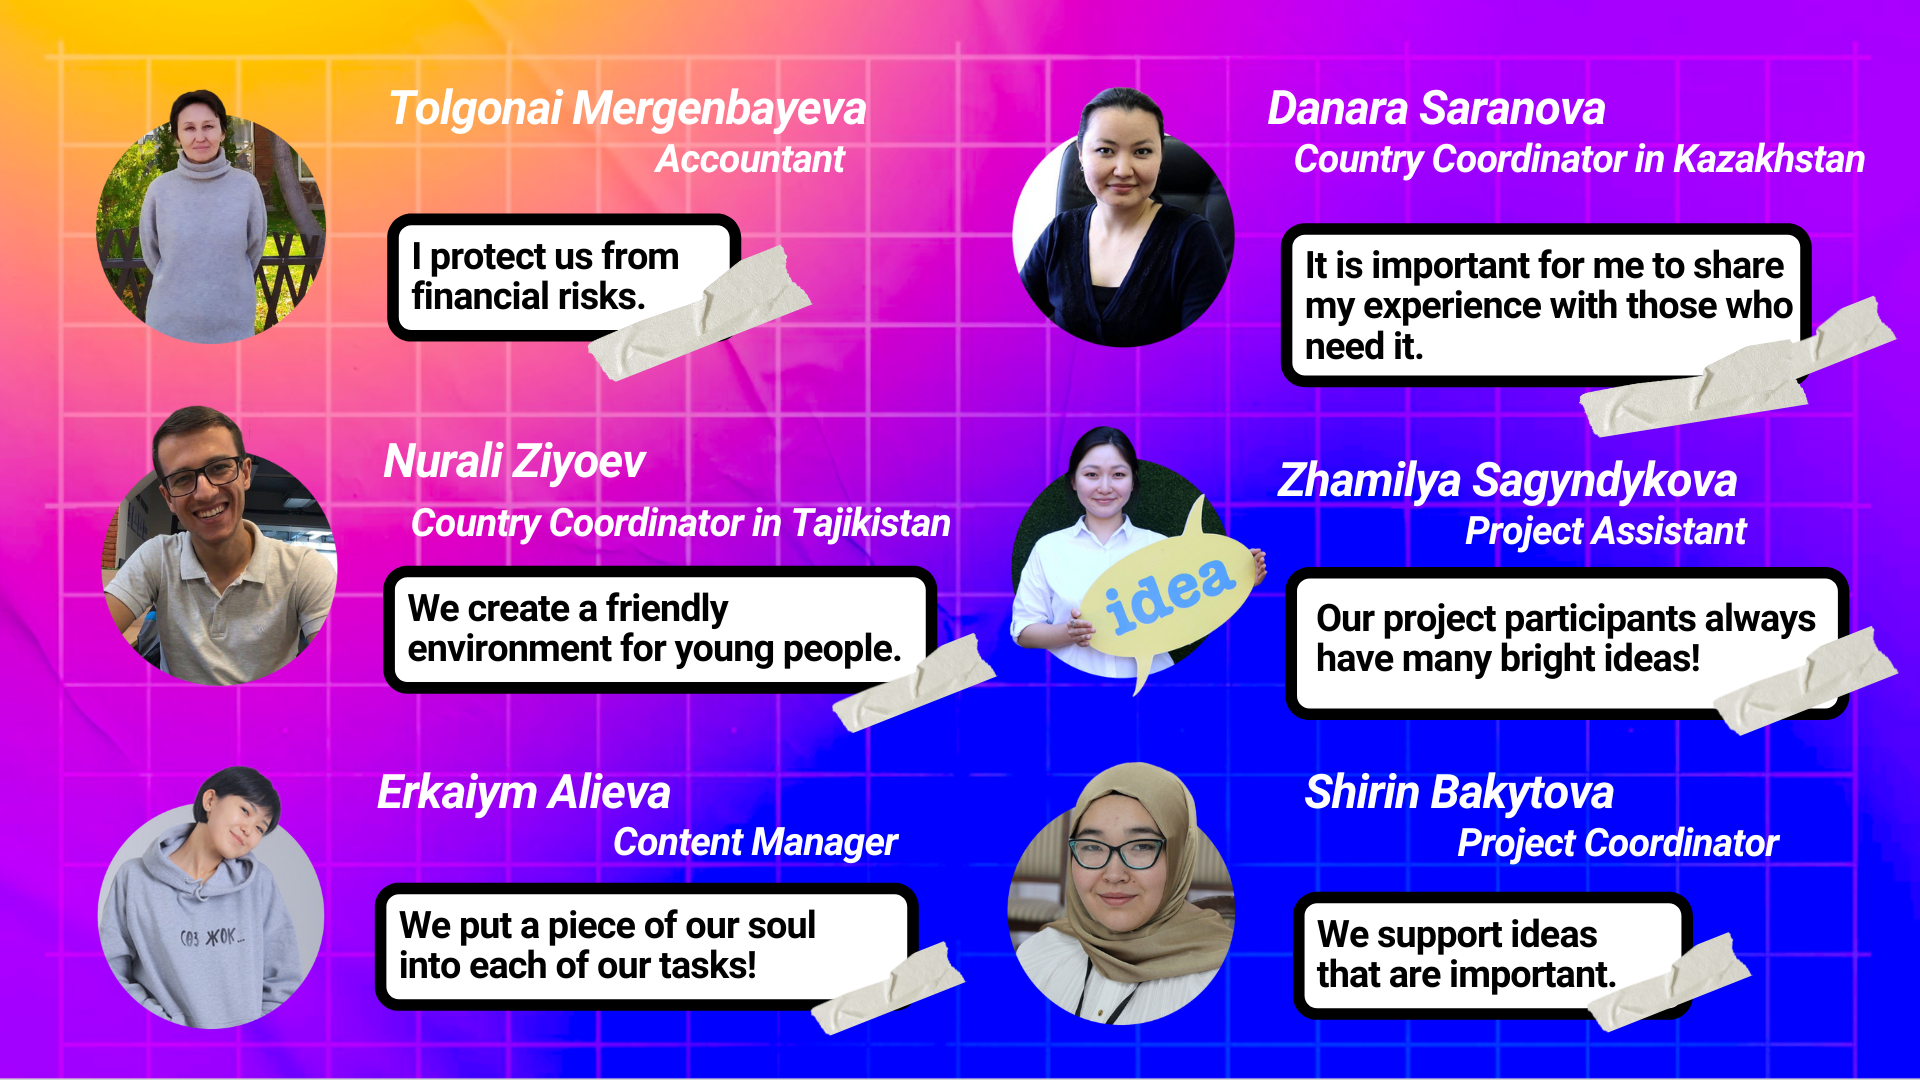 Tolgonai Mergenbayeva
Accountant
I protect us from
financial risks.
Danara Saranova
Country Coordinator in Kazakhstan
It is important for me to share
my experience with those who
need it.
Nurali Ziyoev
Country Coordinator in Tajikistan
We create a friendly
environment for young people.
idea
Zhamilya Sagyndykova
Project Assistant
Our project participants always
have many bright ideas!
Erkaiym Alieva
Content Manager
сөз жок...
We put a piece of our soul
into each of our tasks!
Shirin Bakytova
Project Coordinator
We support ideas
that are important.